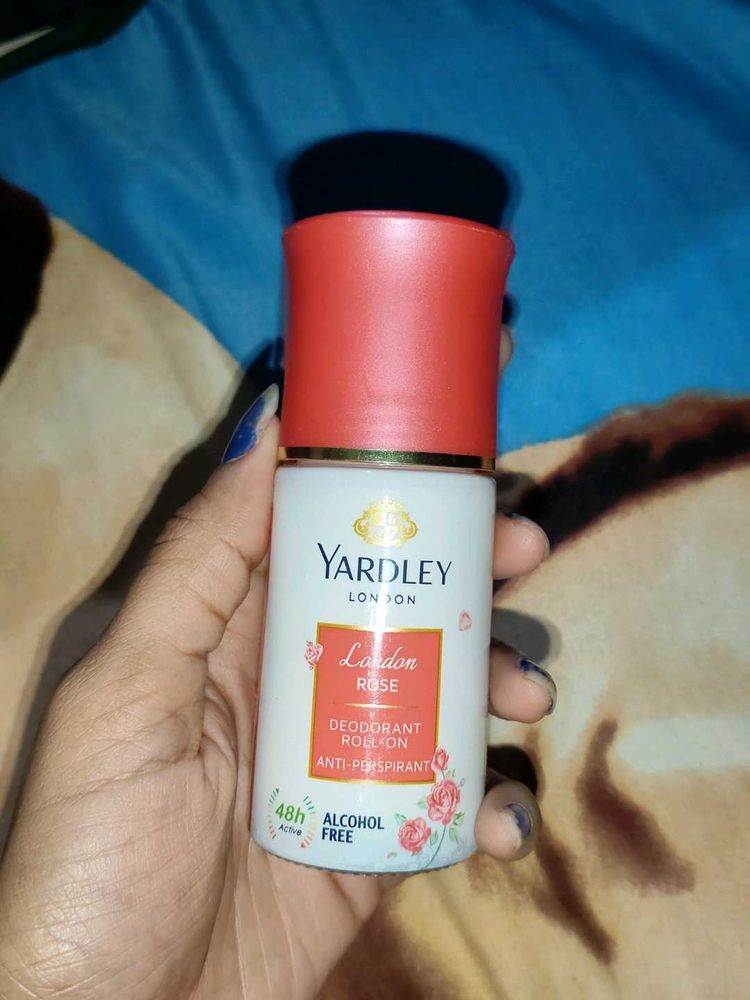 YARDLEY
LONDON
London
ROSE
DEODORANT
ROLL-ON
ANTI-PERSPIRANT
48h
Active
ALCOHOL
FREE